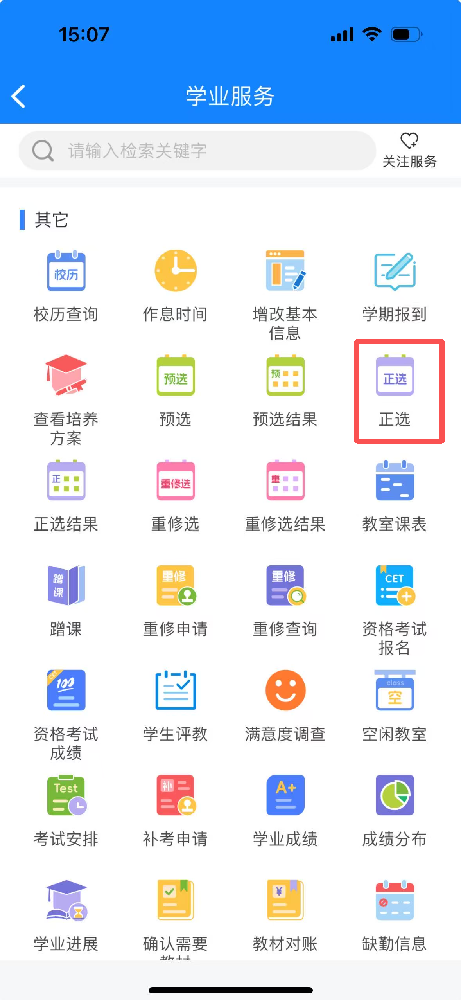 15:07
学业服务
请输入检索关键字
关注服务
其它
校历
校历查询
作息时间
增改基本
信息
学期报到
查看培养
方案
预选
预选
预
预选结果
正选
正选
正
正选结果
重修选
重修选
重
重修选结果
教室课表
蹭
课
蹭课
重修
重修申请
重修
重修查询
CET
资格考试
报名
CET
100
资格考试
成绩
学生评教
满意度调查
class
空
空闲教室
Test
考试安排
补
补考申请
A+
学业成绩
成绩分布
学业进展
确认需要
教材
¥
教材对账
缺勤信息